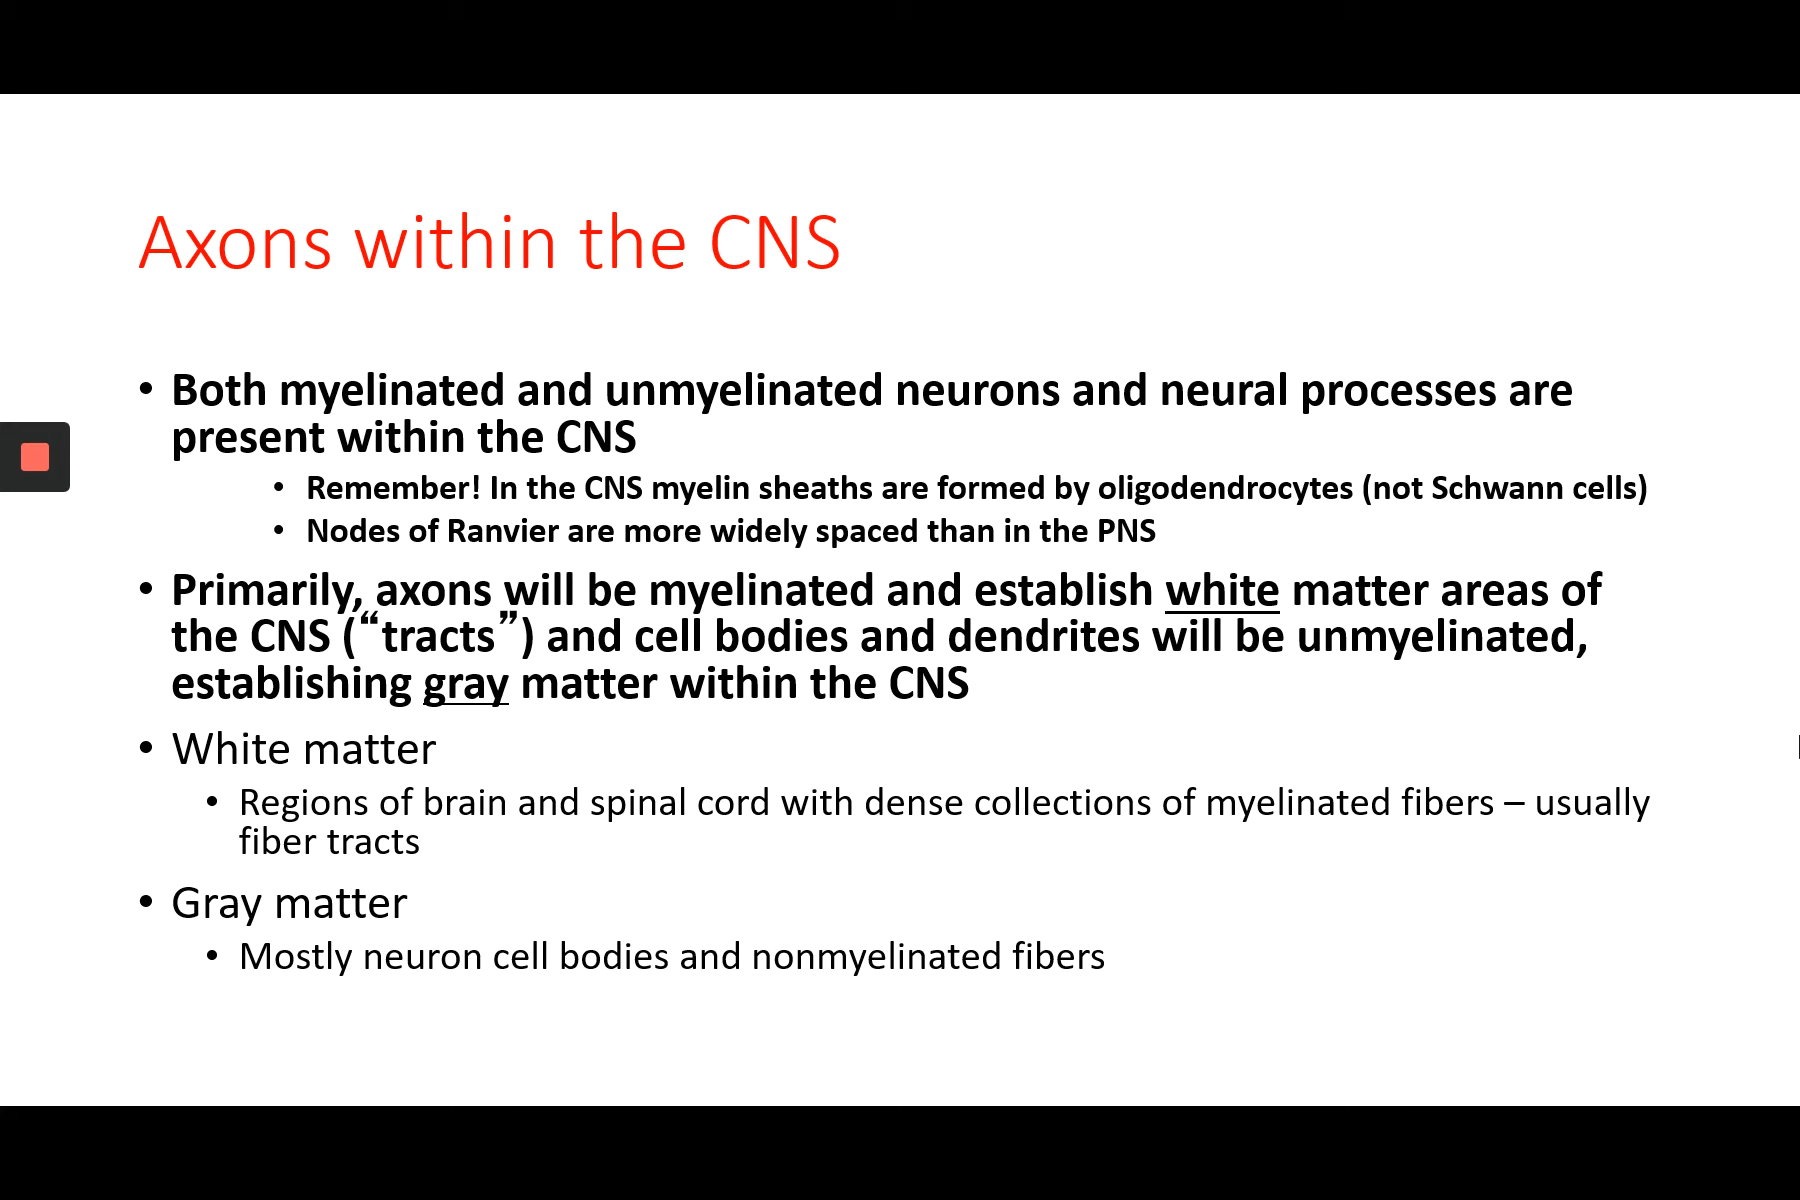 Axons within the CNS
• Both myelinated and unmyelinated neurons and neural processes are
present within the CNS
• Remember! In the CNS myelin sheaths are formed by oligodendrocytes (not Schwann cells)
• Nodes of Ranvier are more widely spaced than in the PNS
• Primarily, axons will be myelinated and establish white matter areas of
the CNS (“tracts”) and cell bodies and dendrites will be unmyelinated,
establishing gray matter within the CNS
• White matter
• Regions of brain and spinal cord with dense collections of myelinated fibers – usually
fiber tracts
• Gray matter
• Mostly neuron cell bodies and nonmyelinated fibers